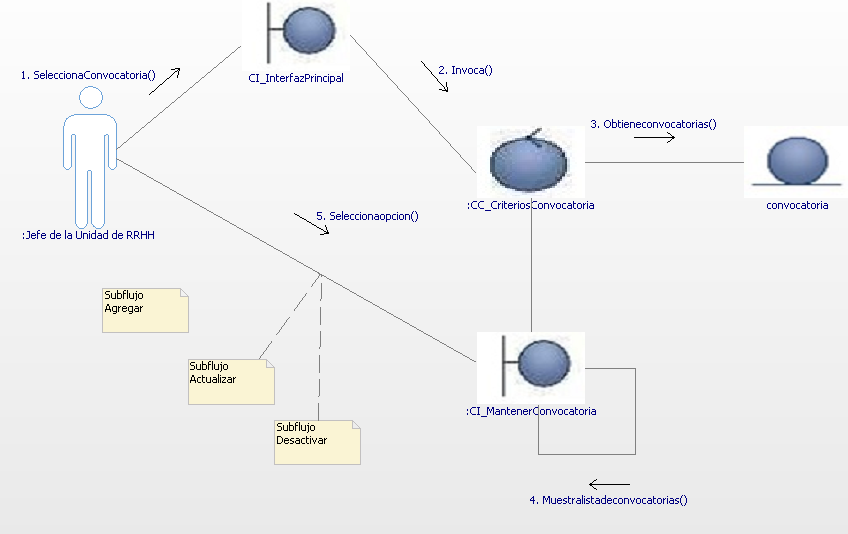 1. SeleccionaConvocatoria()
CI_InterfazPrincipal
2. Invoca()
3. Obtieneconvocatorias()
:CC_CriteriosConvocatoria
convocatoria
5. Seleccionaopcion()
:Jefe de la Unidad de RRHH
Subflujo
Agregar
Subflujo
Actualizar
Subflujo
Desactivar
:CI_MantenerConvocatoria
4. Muestralistadeconvocatorias()